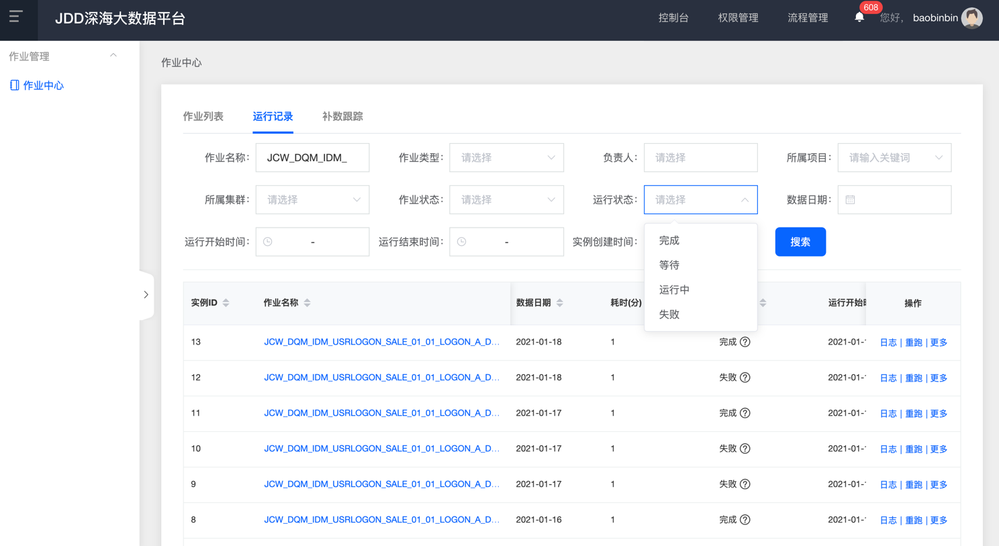 JDD深海大数据平台
控制台 权限管理 流程管理 608 您好, baobinbin
作业管理
作业中心
作业中心
作业列表 运行记录 补数跟踪
作业名称: JCW_DQM_IDM_ 作业类型: 请选择 负责人: 请选择 所属项目: 请输入关键词
所属集群: 请选择 作业状态: 请选择 运行状态: 请选择 数据日期:
运行开始时间: - 运行结束时间: - 实例创建时间: 搜索
完成
等待
运行中
失败
实例ID 作业名称 数据日期 耗时(分) 运行开始时 操作
13 JCW_DQM_IDM_USRLOGON_SALE_01_01_LOGON_A_D... 2021-01-18 1 完成 2021-01- 日志 | 重跑 | 更多
12 JCW_DQM_IDM_USRLOGON_SALE_01_01_LOGON_A_D... 2021-01-18 1 失败 2021-01- 日志 | 重跑 | 更多
11 JCW_DQM_IDM_USRLOGON_SALE_01_01_LOGON_A_D... 2021-01-17 1 完成 2021-01- 日志 | 重跑 | 更多
10 JCW_DQM_IDM_USRLOGON_SALE_01_01_LOGON_A_D... 2021-01-17 1 失败 2021-01- 日志 | 重跑 | 更多
9 JCW_DQM_IDM_USRLOGON_SALE_01_01_LOGON_A_D... 2021-01-17 1 失败 2021-01- 日志 | 重跑 | 更多
8 JCW_DQM_IDM_USRLOGON_SALE_01_01_LOGON_A_D... 2021-01-16 1 完成 2021-01- 日志 | 重跑 | 更多